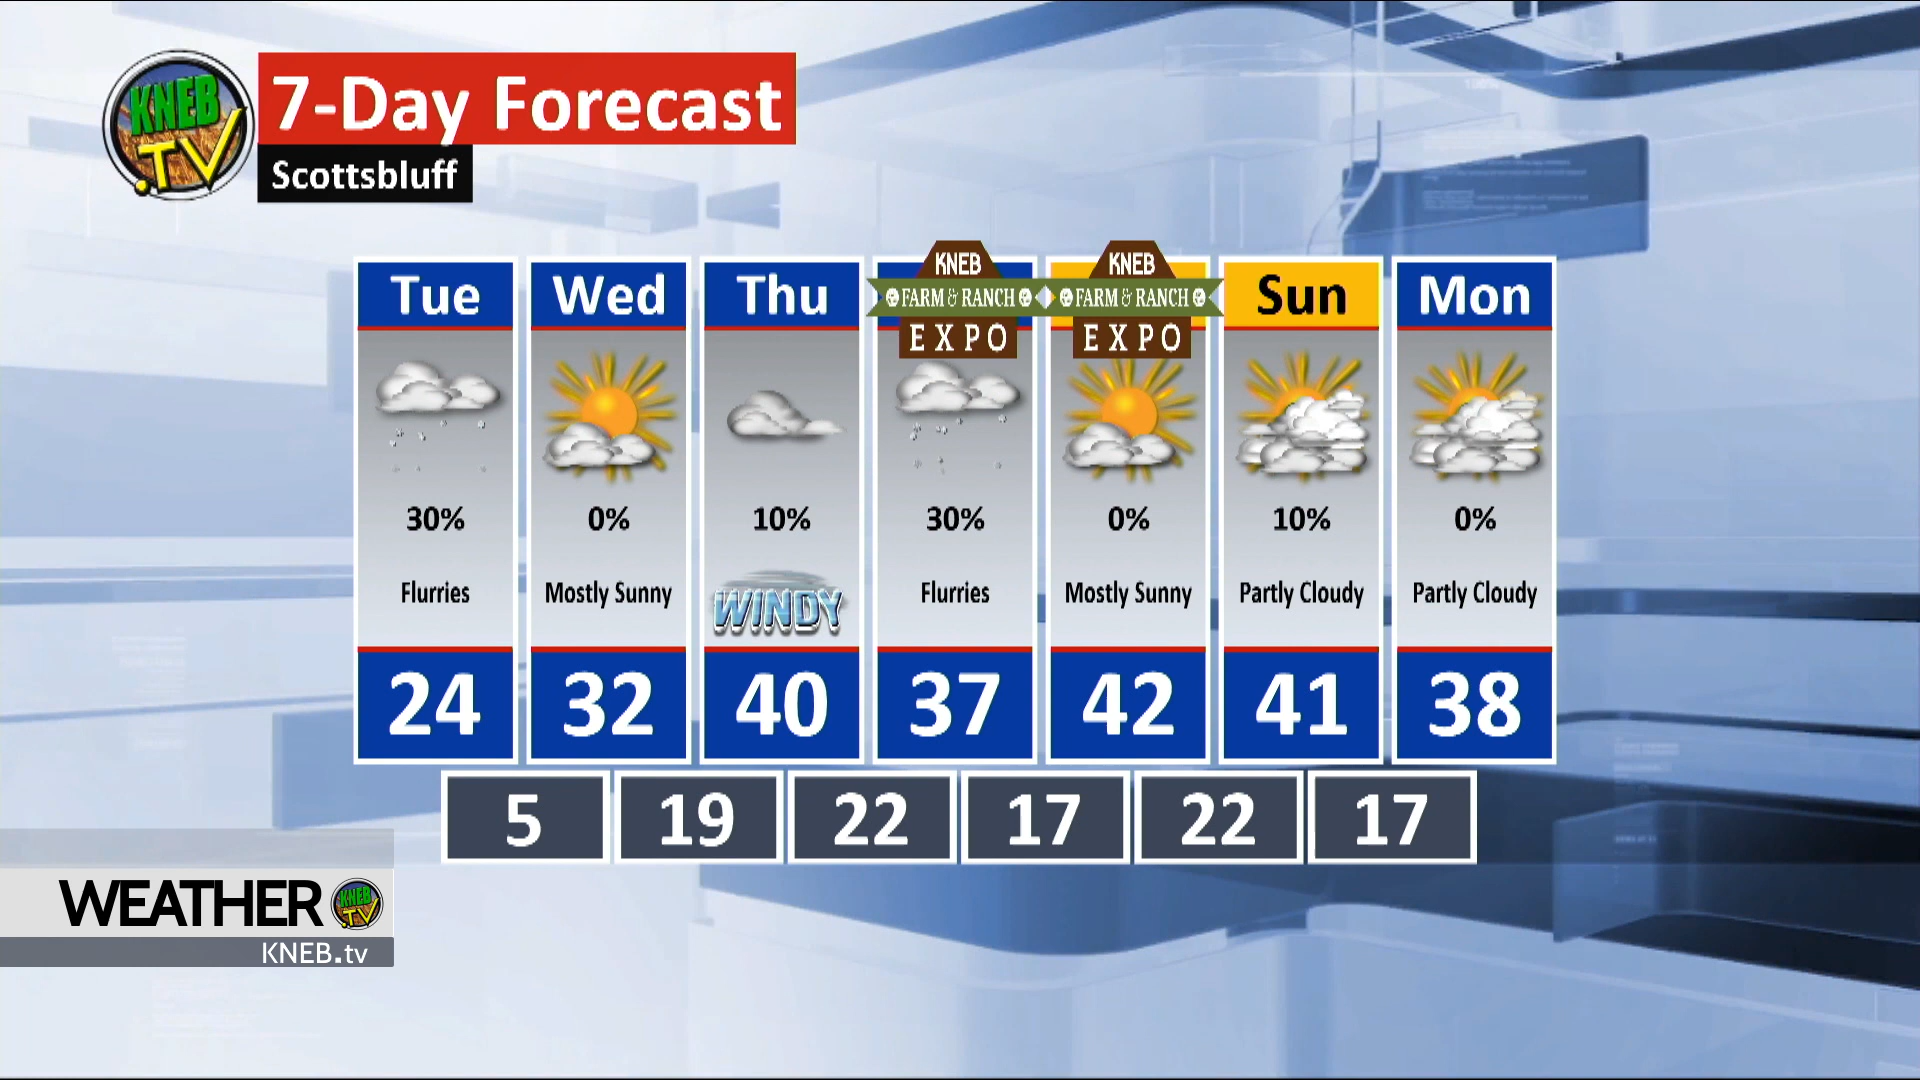 KNEB
.TV
7-Day Forecast
Scottsbluff
Tue Wed Thu KNEB FARM & RANCH EXPO KNEB FARM & RANCH EXPO Sun Mon
30% 0% 10% 30% 0% 10% 0%
Flurries Mostly Sunny WINDY Flurries Mostly Sunny Partly Cloudy Partly Cloudy
24 32 40 37 42 41 38
5 19 22 17 22 17
WEATHER KNEB .TV
KNEB.tv